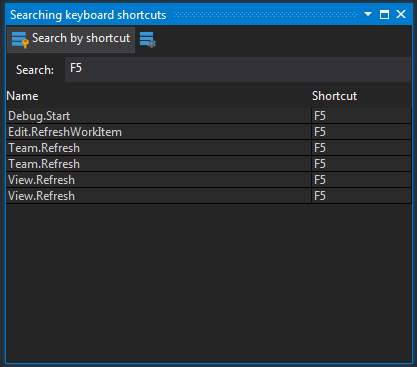 Searching keyboard shortcuts
Search by shortcut
Search: F5
Name Shortcut
Debug.Start F5
Edit.RefreshWorkItem F5
Team.Refresh F5
Team.Refresh F5
View.Refresh F5
View.Refresh F5